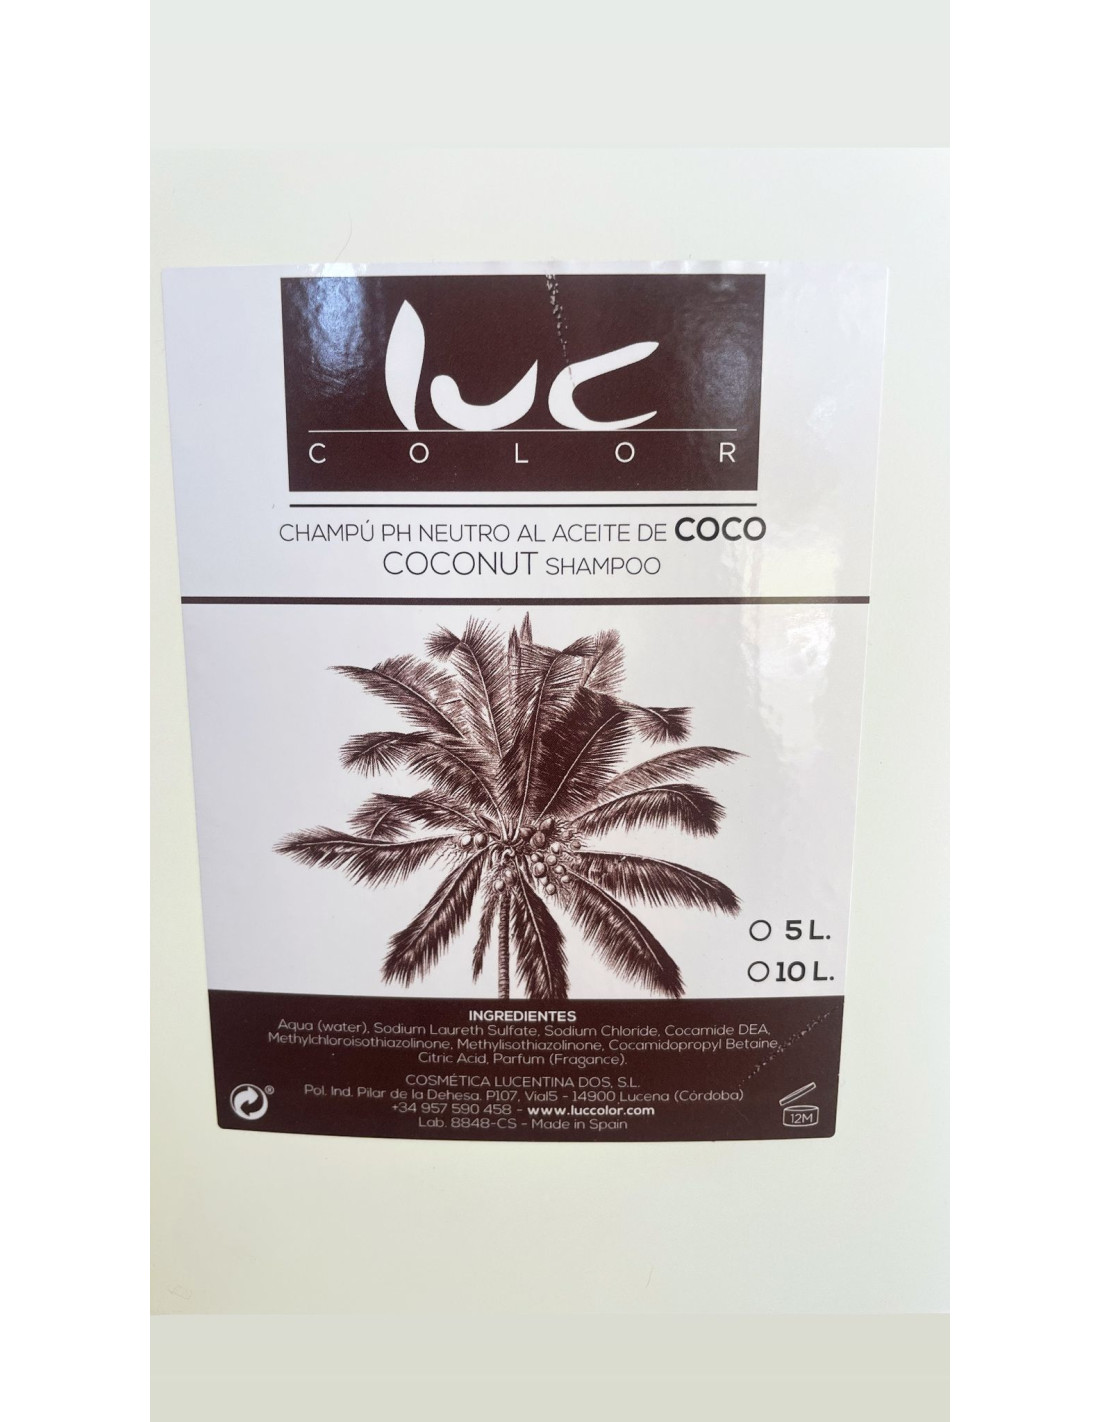 luc
COLOR
CHAMPÚ PH NEUTRO AL ACEITE DE COCO
COCONUT SHAMPOO
5 L.
10 L.
INGREDIENTES
Aqua (water), Sodium Laureth Sulfate, Sodium Chloride, Cocamide DEA,
Methylchloroisothiazolinone, Methylisothiazolinone, Cocamidopropyl Betaine,
Citric Acid, Parfum (Fragance).
COSMÉTICA LUCENTINA DOS, S.L.
Pol. Ind. Pilar de la Dehesa. P107, Vial5 - 14900 Lucena (Córdoba)
+34 957 590 458 - www.luccolor.com
Lab. 8848-CS - Made in Spain
®
12M